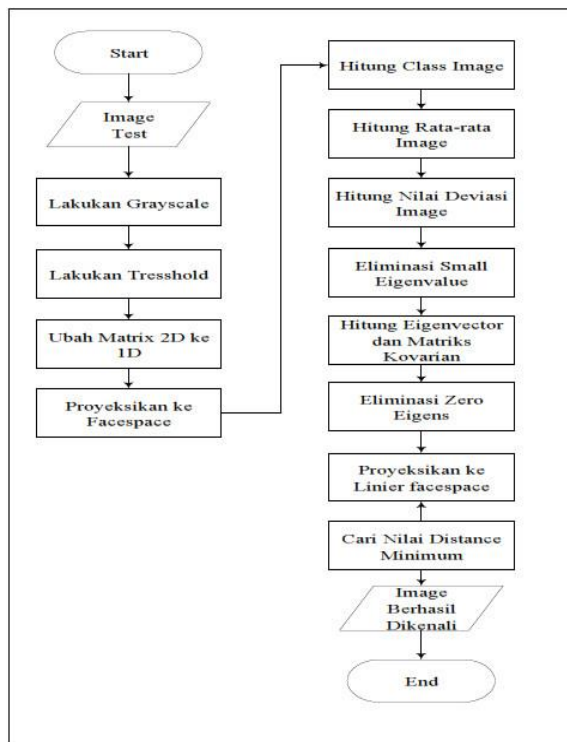 Start
Image
Test
Lakukan Grayscale
Lakukan Tresshold
Ubah Matrix 2D ke
1D
Proyeksikan ke
Facespace
Hitung Class Image
Hitung Rata-rata
Image
Hitung Nilai Deviasi
Image
Eliminasi Small
Eigenvalue
Hitung Eigenvector
dan Matriks
Kovarian
Eliminasi Zero
Eigens
Proyeksikan ke
Linier facespace
Cari Nilai Distance
Minimum
Image
Berhasil
Dikenali
End